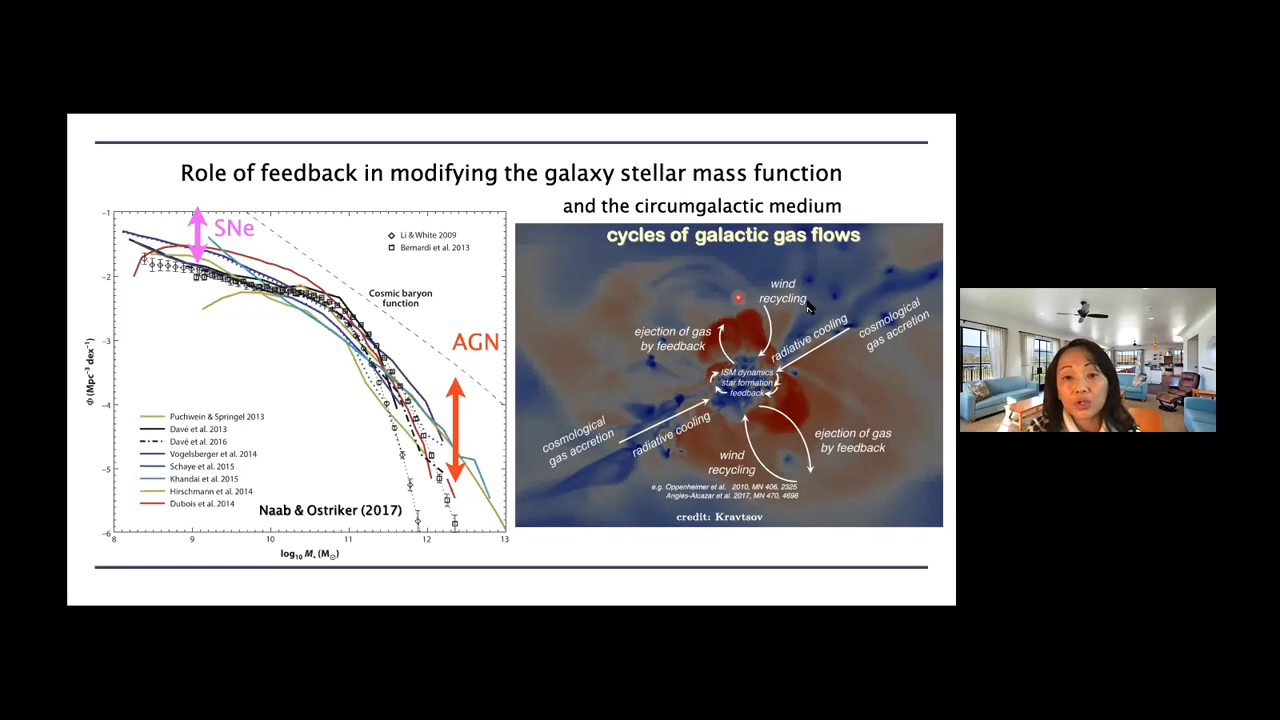 Role of feedback in modifying the galaxy stellar mass function
and the circumgalactic medium
−1
−2
−3
−4
−5
−6
Φ (Mpc⁻³ dex⁻¹)
SNe
Li & White 2009
Bernardi et al. 2013
Cosmic baryon
function
AGN
Puchwein & Springel 2013
Davé et al. 2013
Davé et al. 2016
Vogelsberger et al. 2014
Schaye et al. 2015
Khandai et al. 2015
Hirschmann et al. 2014
Dubois et al. 2014
Naab & Ostriker (2017)
8 9 10 11 12 13
log₁₀ M⋆ (M⊙)
cycles of galactic gas flows
wind
recycling
ejection of gas
by feedback
radiative cooling
cosmological
gas accretion
ISM dynamics
star formation
feedback
cosmological
gas accretion
radiative cooling
wind
recycling
ejection of gas
by feedback
e.g. Oppenheimer et al. 2010, MN 406, 2325
Anglés-Alcazar et al. 2017, MN 470, 4698
credit: Kravtsov